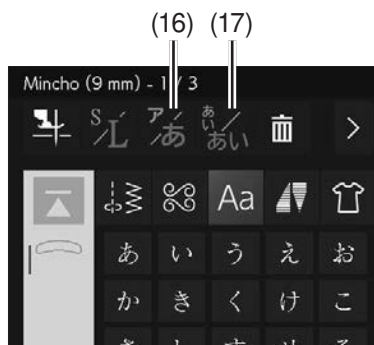 (16) (17)
Mincho (9 mm) - 1 / 3
S/L ア/あ あい/あい >
Aa
あ い う え お
か き く け こ